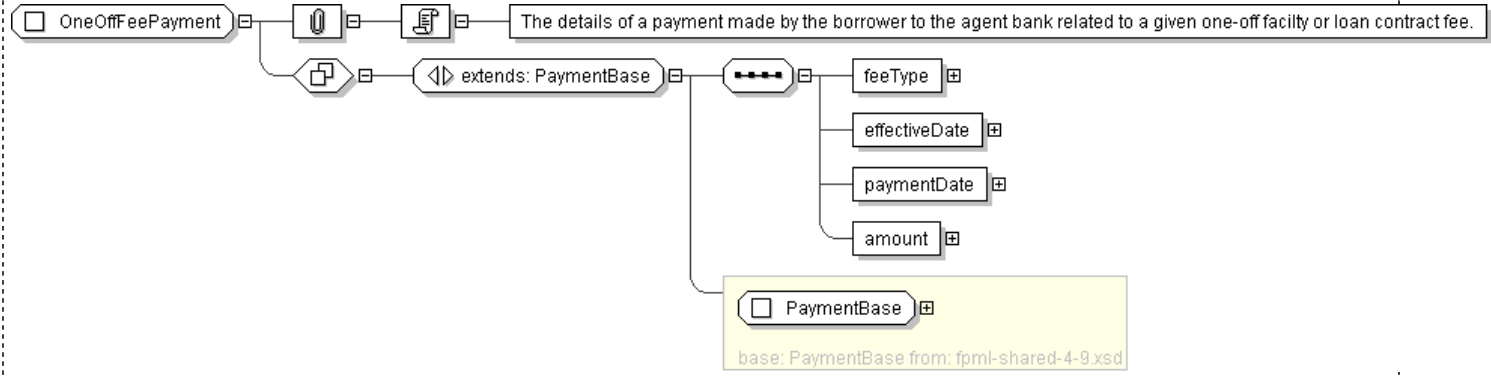 OneOffFeePayment
The details of a payment made by the borrower to the agent bank related to a given one-off facilty or loan contract fee.
extends: PaymentBase
feeType
effectiveDate
paymentDate
amount
PaymentBase
base: PaymentBase from: fpml-shared-4-9.xsd